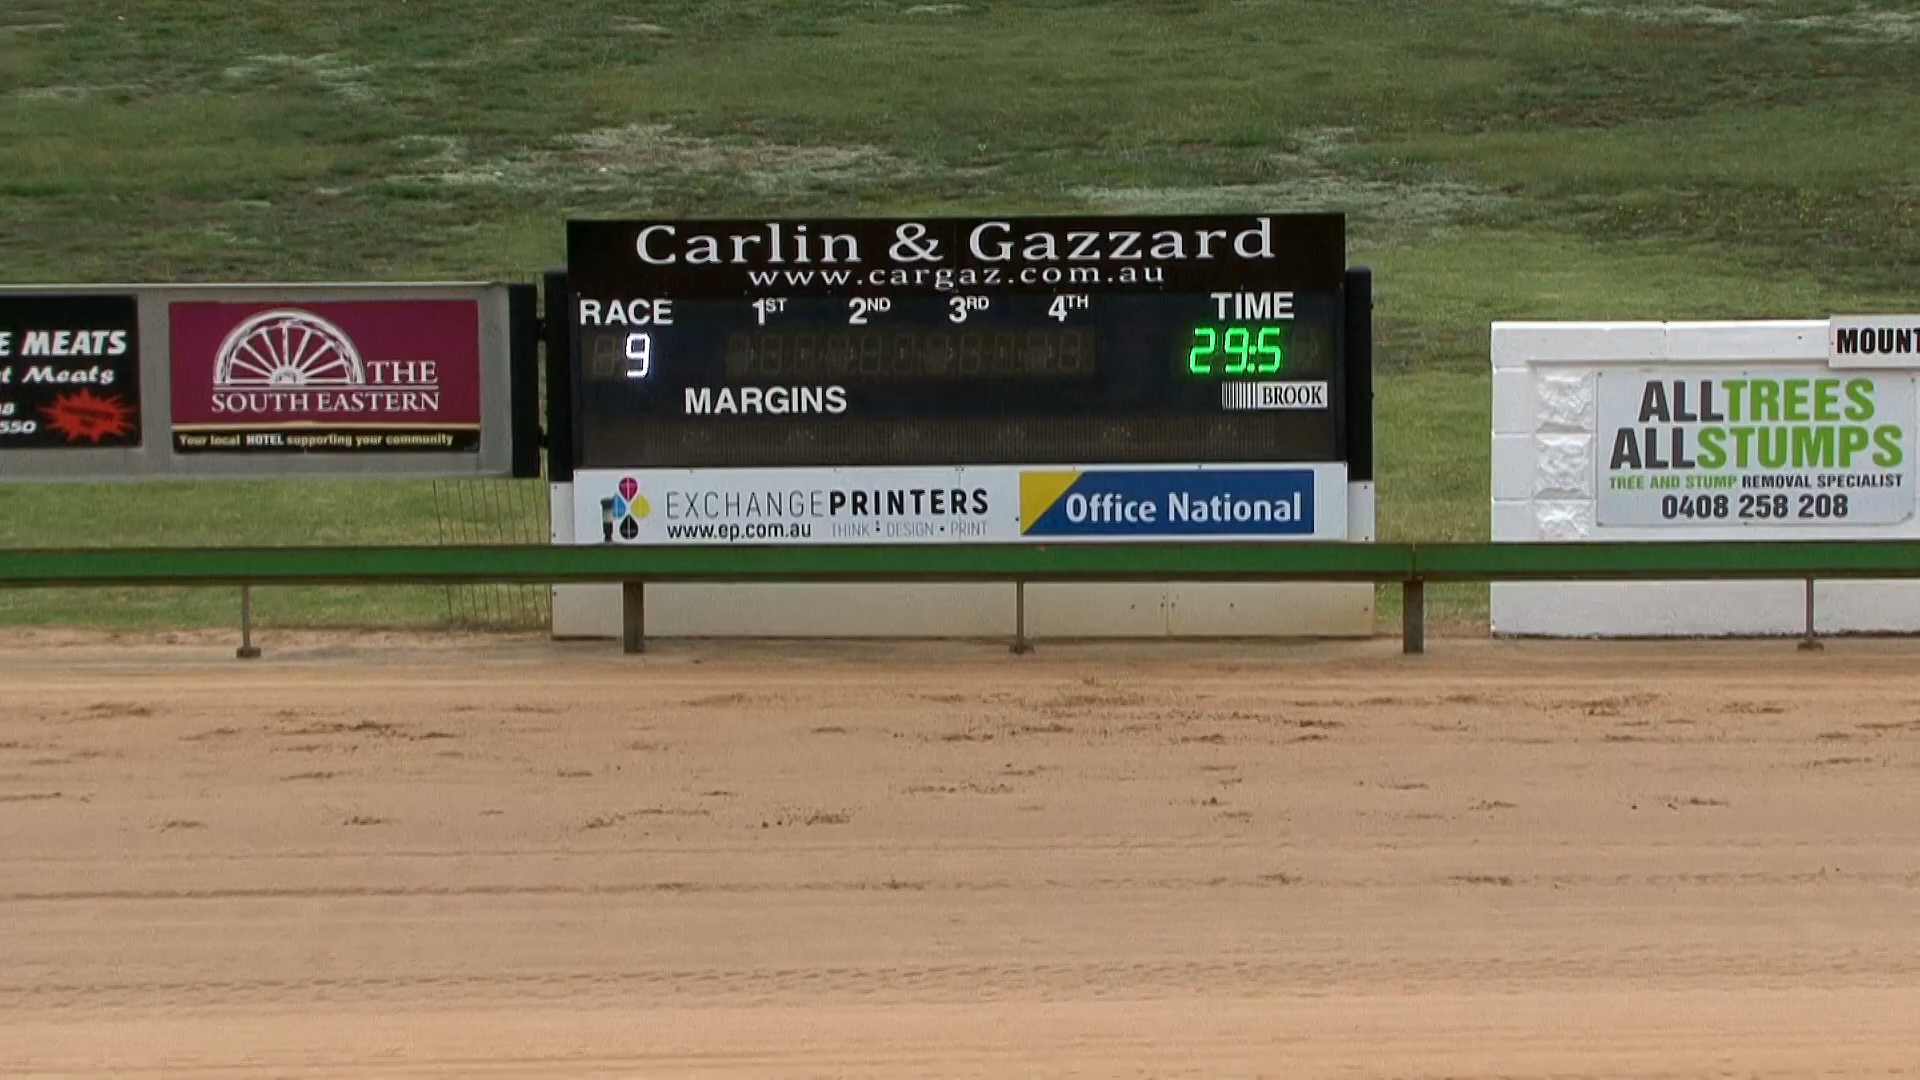 E MEATS
t Meats
550
THE
SOUTH EASTERN
Your local HOTEL supporting your community
Carlin & Gazzard
www.cargaz.com.au
RACE 1ST 2ND 3RD 4TH TIME
9 29:5
MARGINS
BROOK
EXCHANGEPRINTERS
www.ep.com.au THINK • DESIGN • PRINT
Office National
MOUNT
ALLTREES
ALLSTUMPS
TREE AND STUMP REMOVAL SPECIALIST
0408 258 208